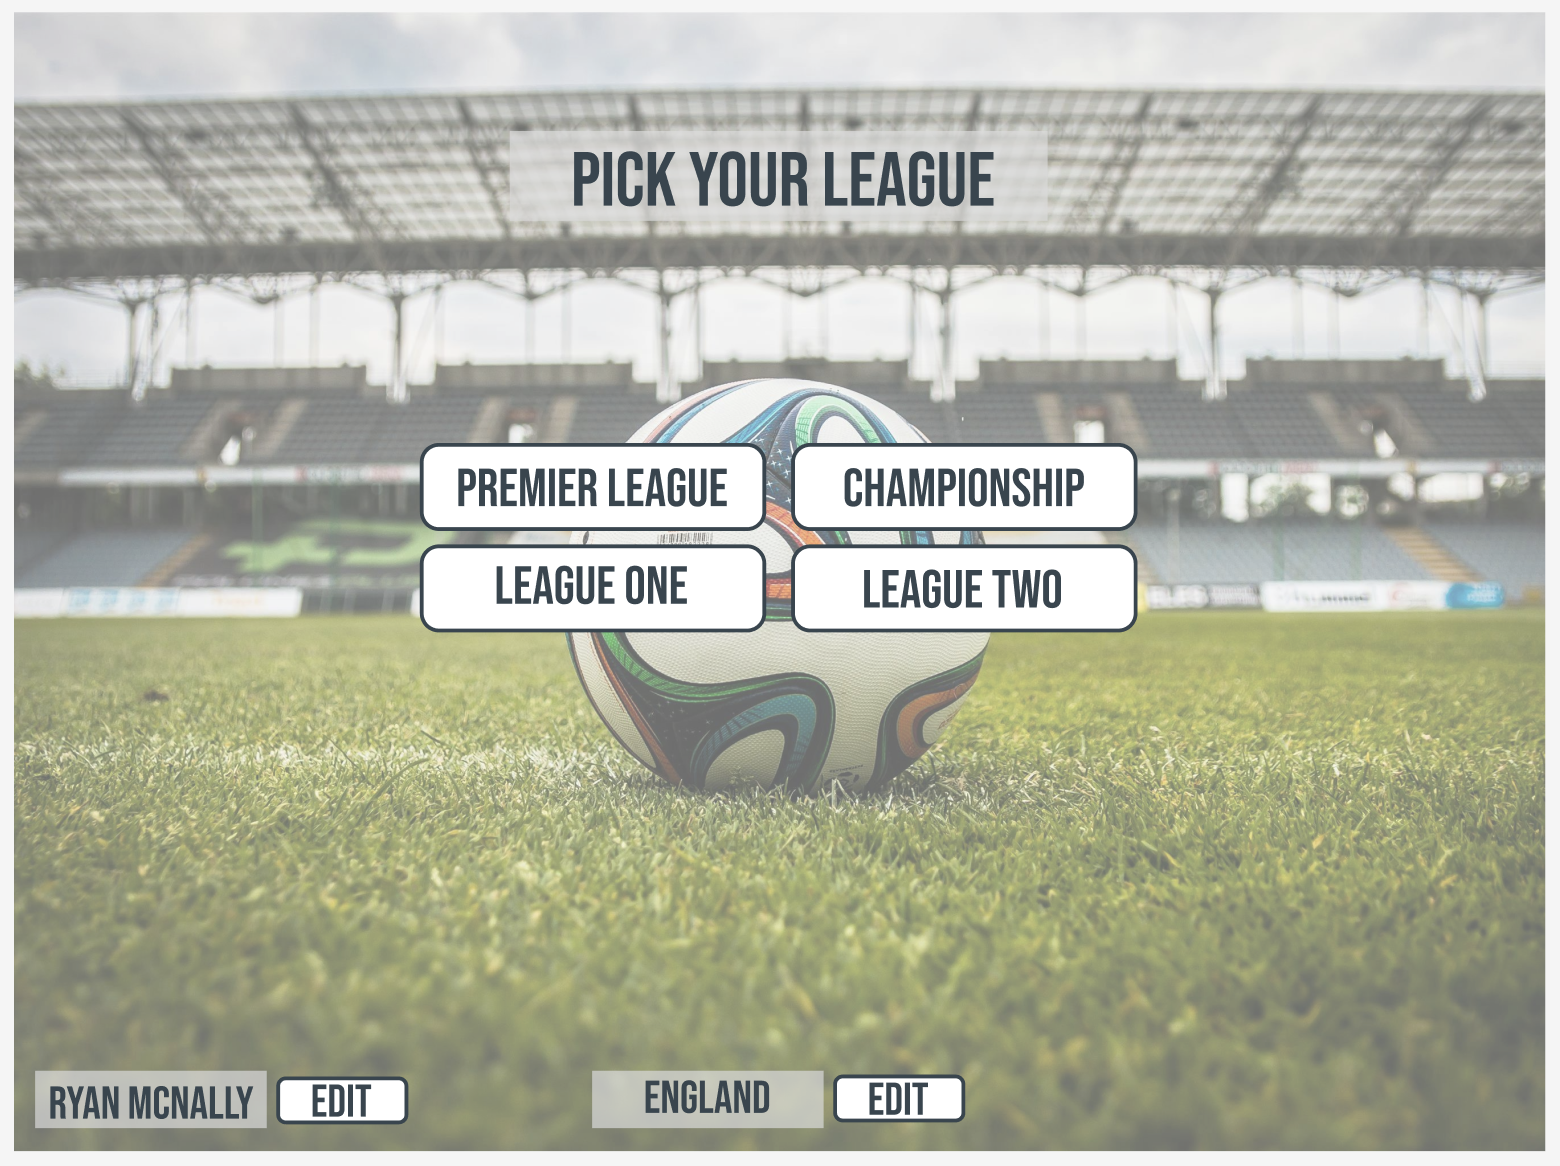 PICK YOUR LEAGUE
PREMIER LEAGUE
CHAMPIONSHIP
LEAGUE ONE
LEAGUE TWO
RYAN MCNALLY
EDIT
ENGLAND
EDIT